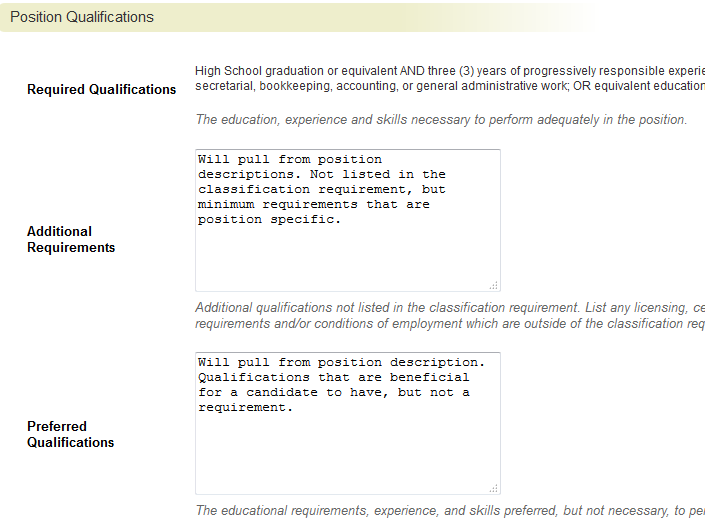 Position Qualifications
Required Qualifications
High School graduation or equivalent AND three (3) years of progressively responsible
secretarial, bookkeeping, accounting, or general administrative work; OR equivalent education
The education, experience and skills necessary to perform adequately in the position.
Additional
Requirements
Will pull from position
descriptions. Not listed in the
classification requirement, but
minimum requirements that are
position specific.
Additional qualifications not listed in the classification requirement. List any licensing,
requirements and/or conditions of employment which are outside of the classification
Preferred
Qualifications
Will pull from position description.
Qualifications that are beneficial
for a candidate to have, but not a
requirement.
The educational requirements, experience, and skills preferred, but not necessary, to